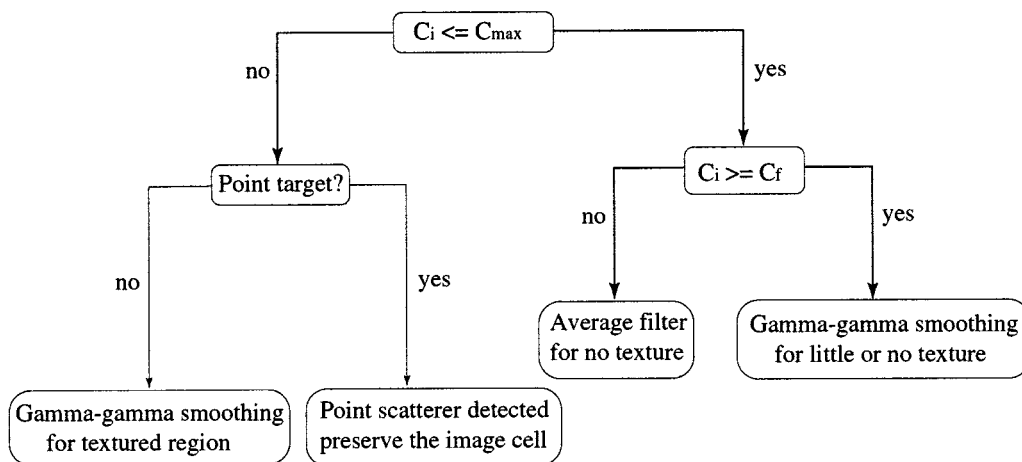 Ci <= Cmax
no
yes
Point target?
Ci >= Cf
no
yes
no
yes
Average filter
for no texture
Gamma-gamma smoothing
for little or no texture
Gamma-gamma smoothing
for textured region
Point scatterer detected
preserve the image cell